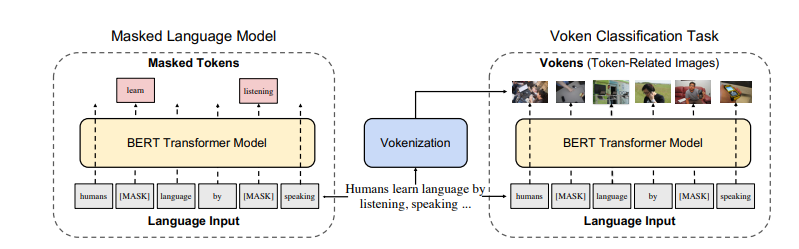 Masked Language Model
Masked Tokens
learn
listening
BERT Transformer Model
humans
[MASK]
language
by
[MASK]
speaking
Language Input
Vokenization
Humans learn language by
listening, speaking ...
Voken Classification Task
Vokens (Token-Related Images)
BERT Transformer Model
humans
[MASK]
language
by
[MASK]
speaking
Language Input